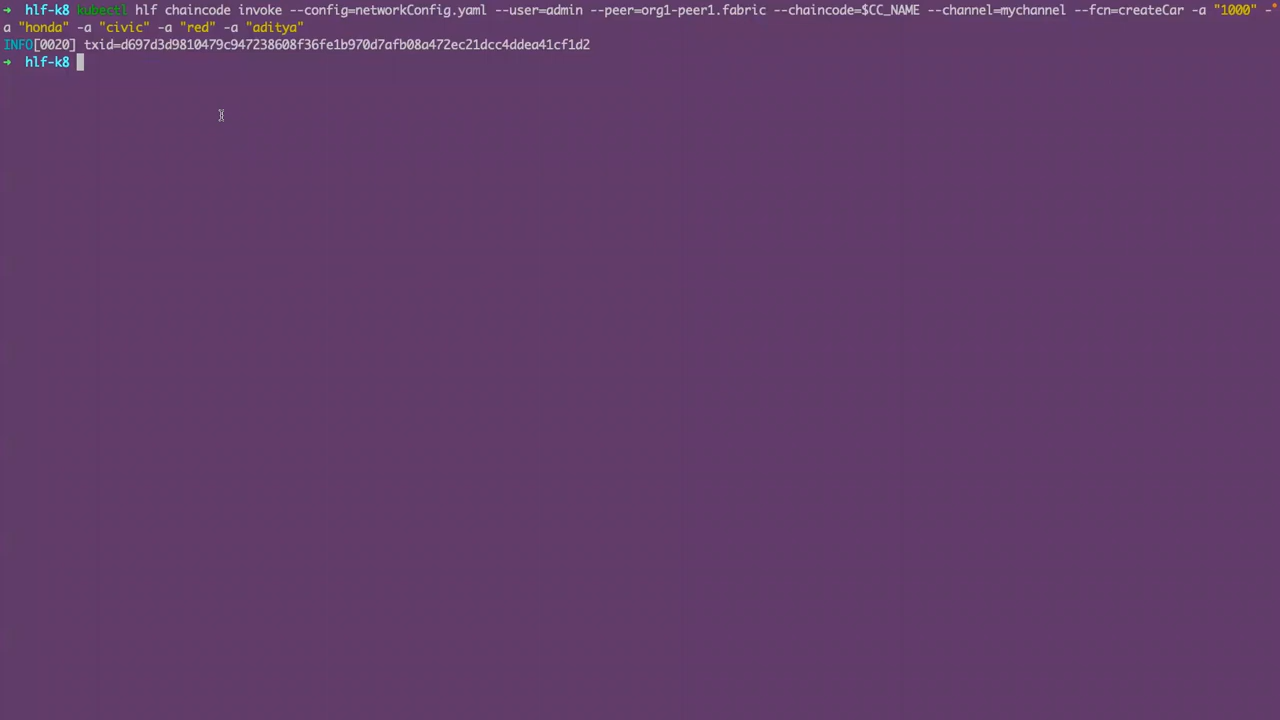 ➜  hlf-k8 kubectl hlf chaincode invoke --config=networkConfig.yaml --user=admin --peer=org1-peer1.fabric --chaincode=$CC_NAME --channel=mychannel --fcn=createCar -a "1000" -
a "honda" -a "civic" -a "red" -a "aditya"
INFO[0020] txid=d697d3d9810479c947238608f36fe1b970d7afb08a472ec21dcc4ddea41cf1d2
➜  hlf-k8